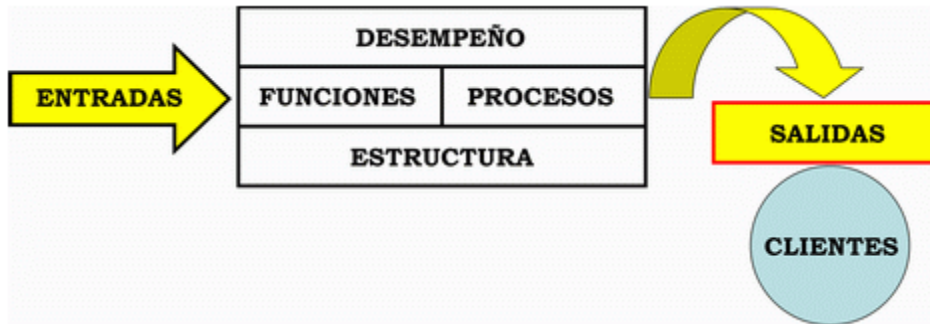 DESEMPEÑO
ENTRADAS
FUNCIONES
PROCESOS
SALIDAS
ESTRUCTURA
CLIENTES